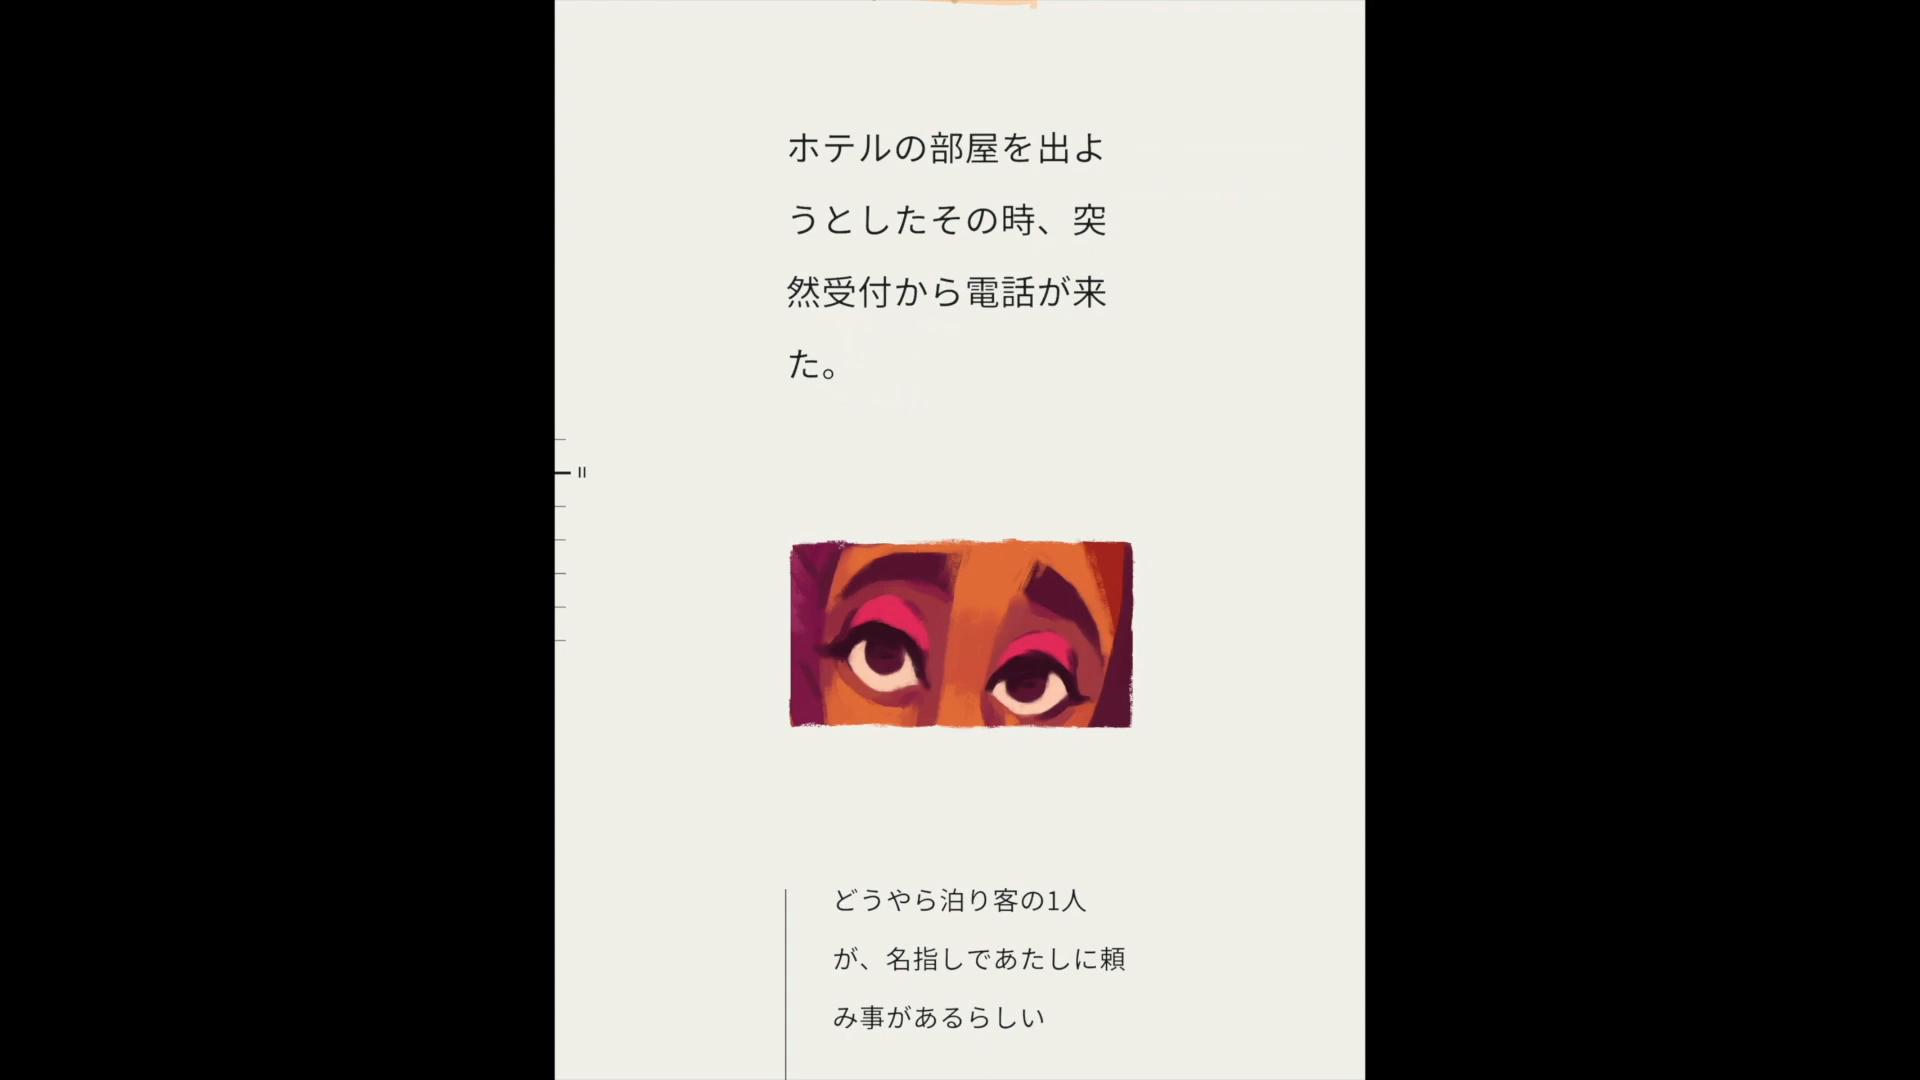 ホテルの部屋を出よ
うとしたその時、突
然受付から電話が来
た。
II
どうやら泊り客の1人
が、名指しであたしに頼
み事があるらしい